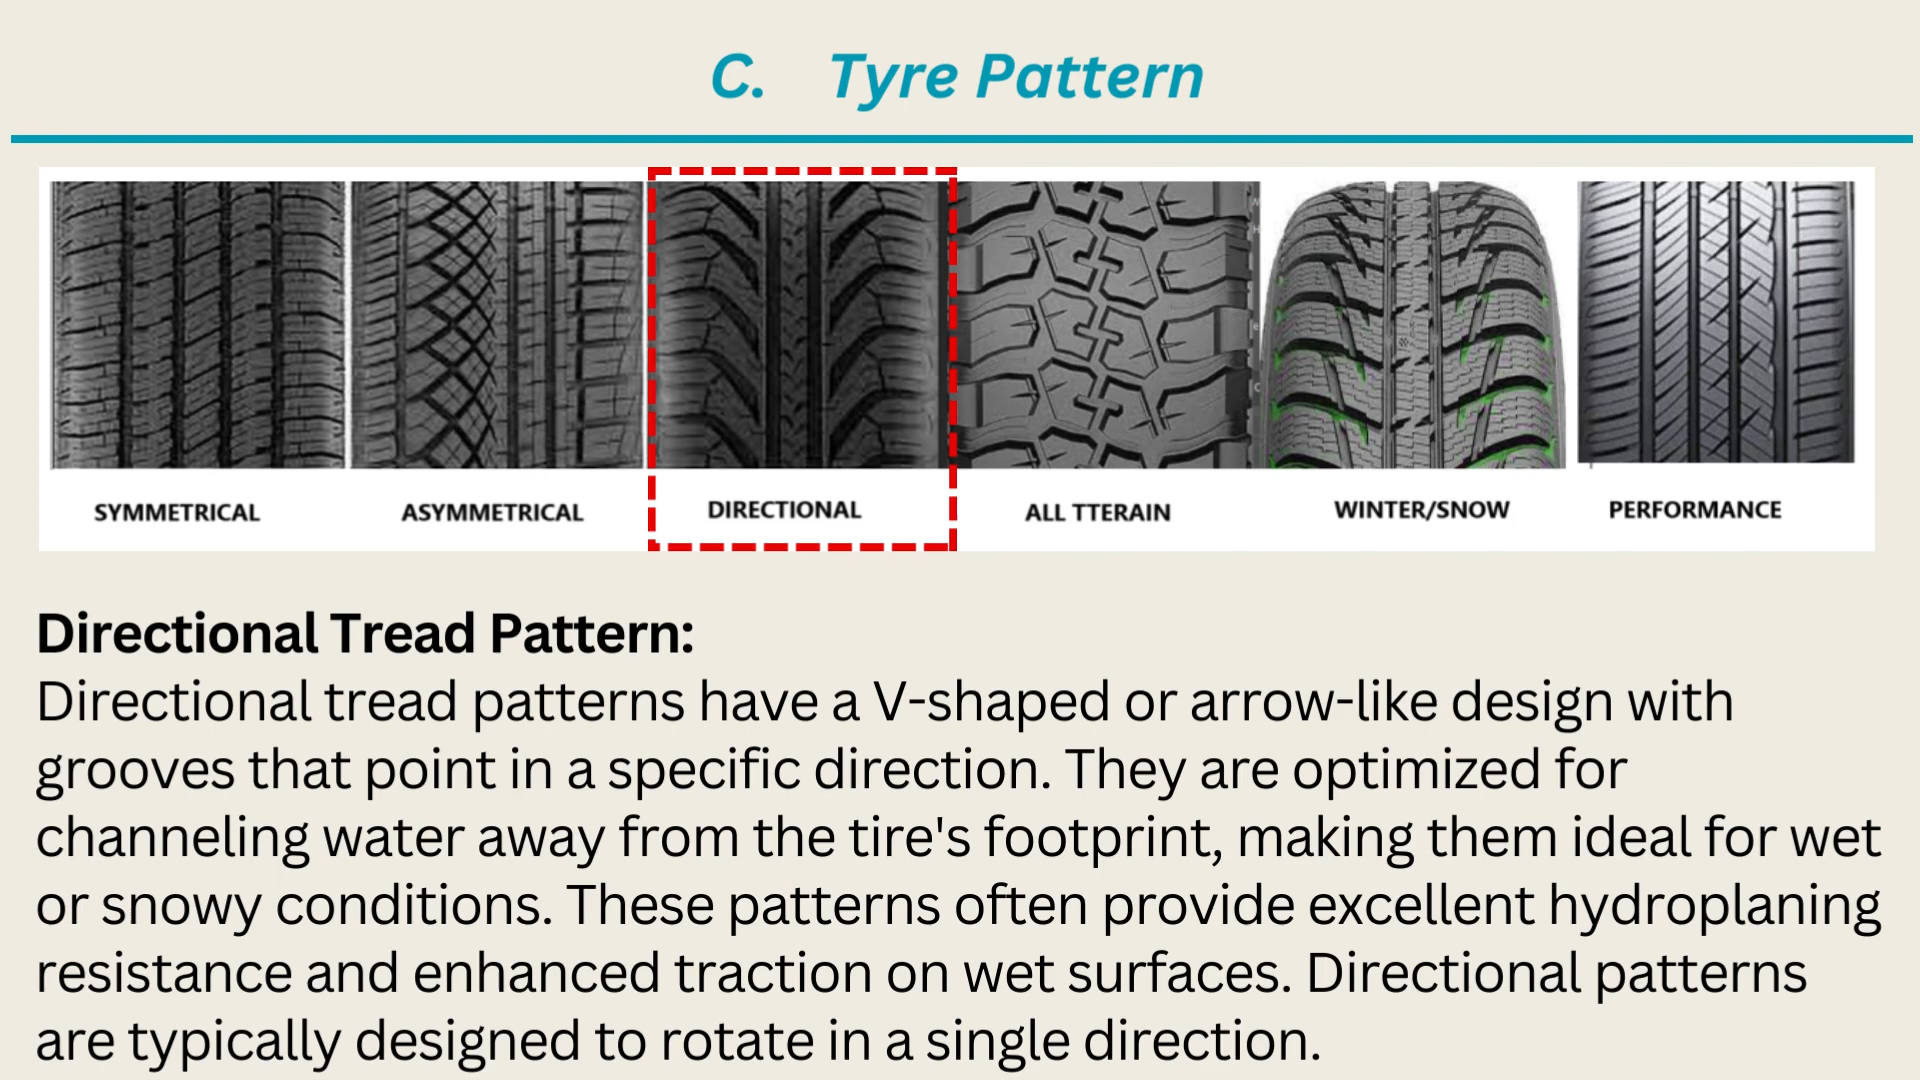 C. Tyre Pattern
SYMMETRICAL ASYMMETRICAL DIRECTIONAL ALL TTERAIN WINTER/SNOW PERFORMANCE
Directional Tread Pattern:
Directional tread patterns have a V-shaped or arrow-like design with
grooves that point in a specific direction. They are optimized for
channeling water away from the tire's footprint, making them ideal for wet
or snowy conditions. These patterns often provide excellent hydroplaning
resistance and enhanced traction on wet surfaces. Directional patterns
are typically designed to rotate in a single direction.